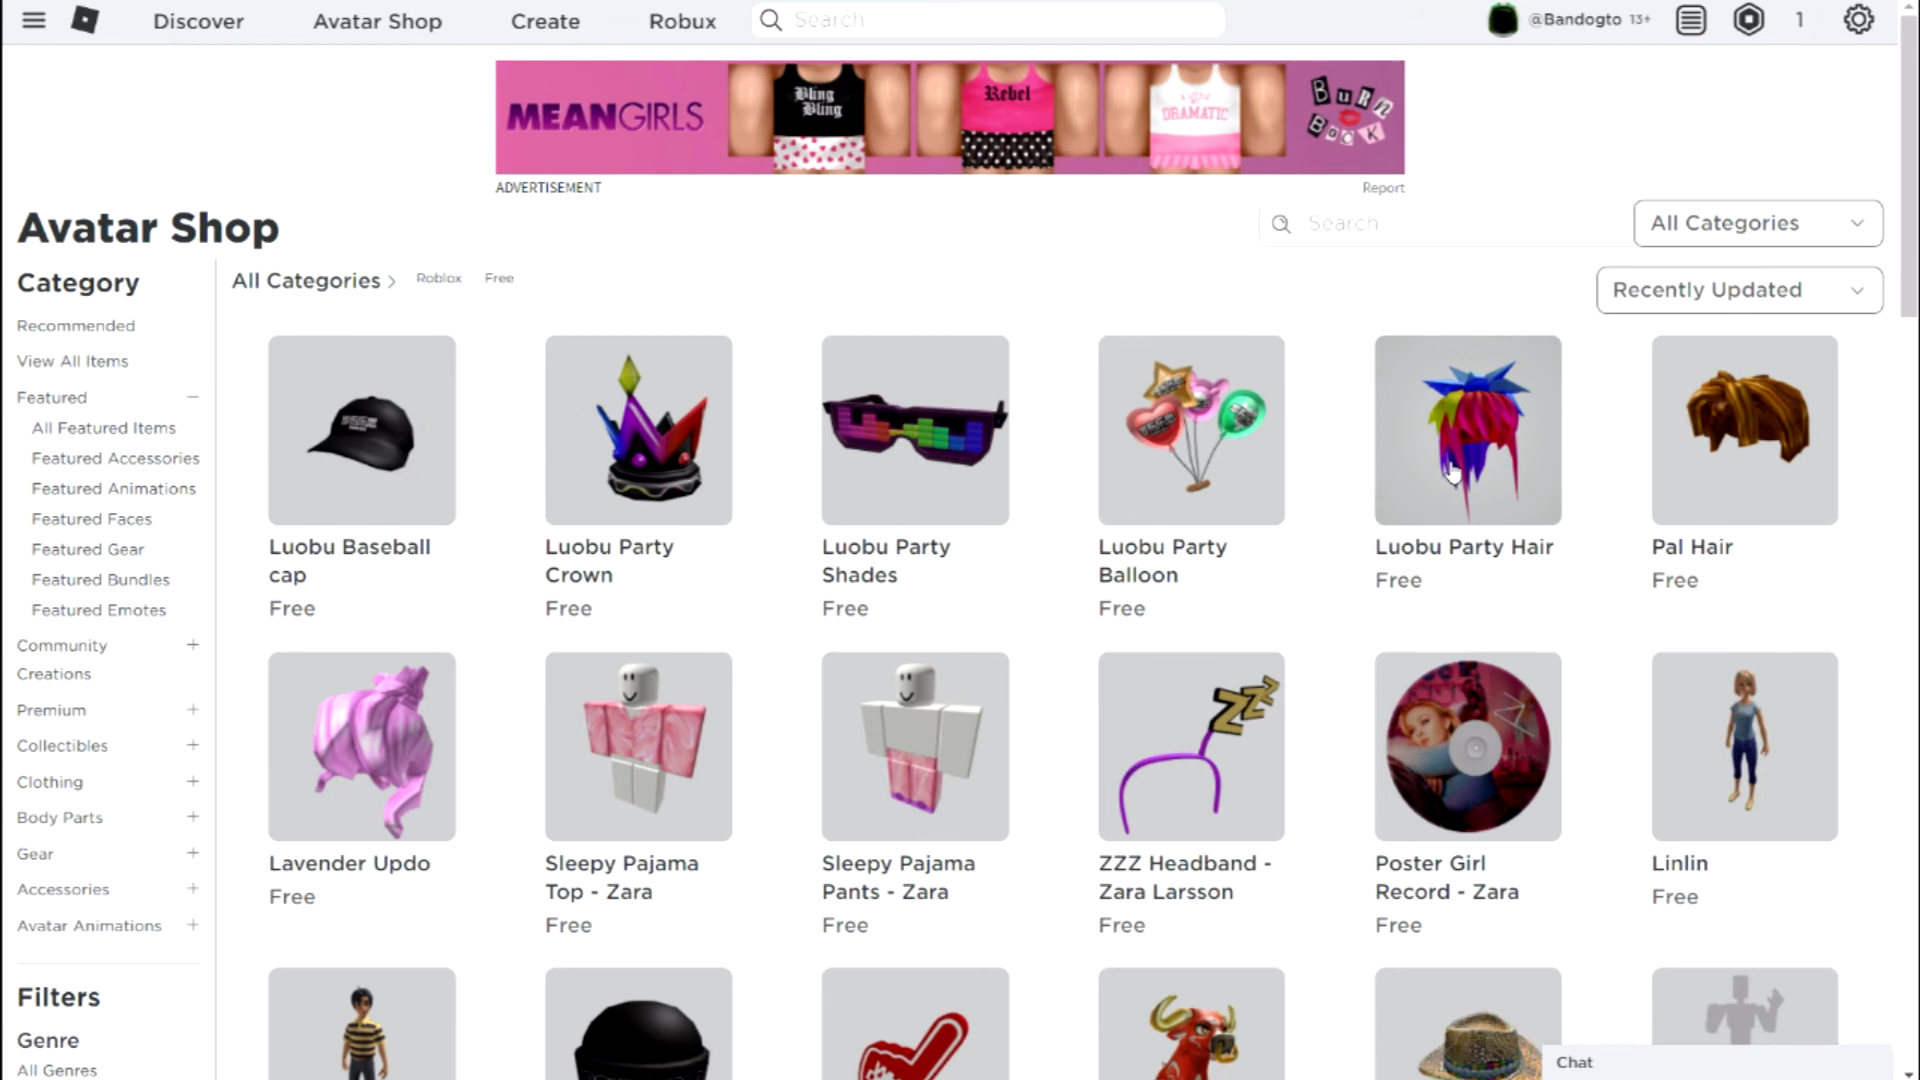 Discover
Avatar Shop
Create
Robux
Search
@Bandogto 13+
1
MEANGIRLS
Bling
Bling
Rebel
DRAMATIC
BURN
BOOK
ADVERTISEMENT
Report
Avatar Shop
Search
All Categories
Category
All Categories
Roblox
Free
Recently Updated
Recommended
View All Items
Featured
All Featured Items
Featured Accessories
Featured Animations
Featured Faces
Featured Gear
Featured Bundles
Featured Emotes
Community
Creations
Premium
Collectibles
Clothing
Body Parts
Gear
Accessories
Avatar Animations
Filters
Genre
All Genres
Luobu Baseball
cap
Free
Luobu Party
Crown
Free
Luobu Party
Shades
Free
Luobu Party
Balloon
Free
Luobu Party Hair
Free
Pal Hair
Free
Lavender Updo
Free
Sleepy Pajama
Top - Zara
Free
Sleepy Pajama
Pants - Zara
Free
ZZZ
ZZZ Headband -
Zara Larsson
Free
Poster Girl
Record - Zara
Free
Linlin
Free
Chat